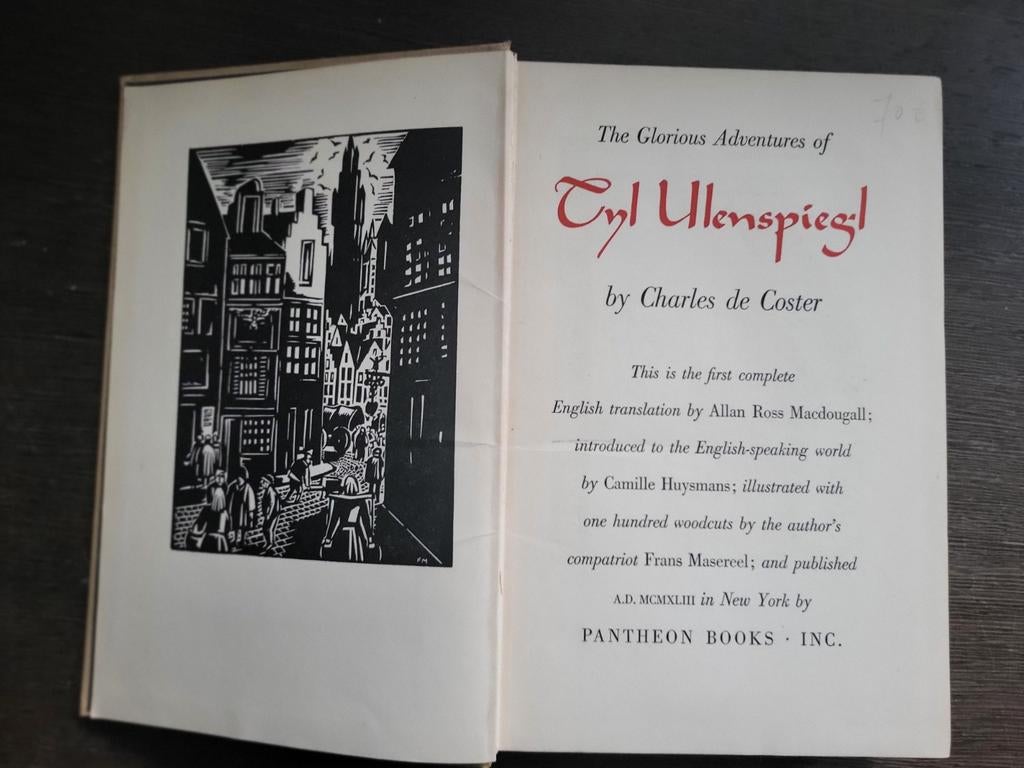 70
The Glorious Adventures of
Tyl Ulenspiegl
by Charles de Coster
This is the first complete
English translation by Allan Ross Macdougall;
introduced to the English-speaking world
by Camille Huysmans; illustrated with
one hundred woodcuts by the author's
compatriot Frans Masereel; and published
A.D. MCMXLIII in New York by
PANTHEON BOOKS · INC.
FM